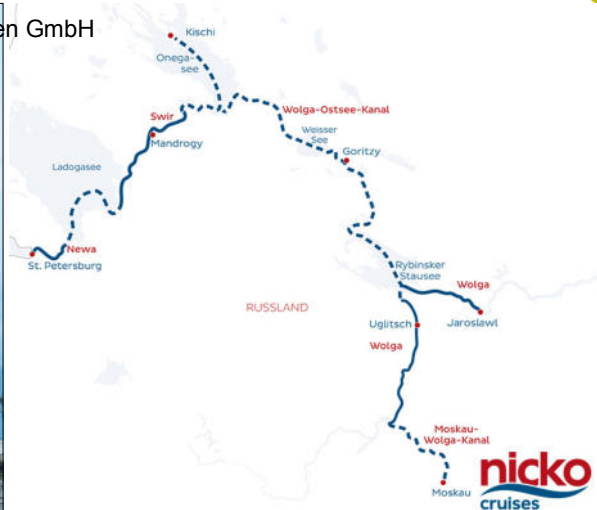 en GmbH
Kischi
Onega-
see
Swir
Wolga-Ostsee-Kanal
Mandrogy
Weisser
See
Goritzy
Ladogasee
Newa
St. Petersburg
Rybinsker
Stausee
Wolga
RUSSLAND
Uglitsch
Jaroslawl
Wolga
Moskau-
Wolga-Kanal
Moskau
nicko
cruises